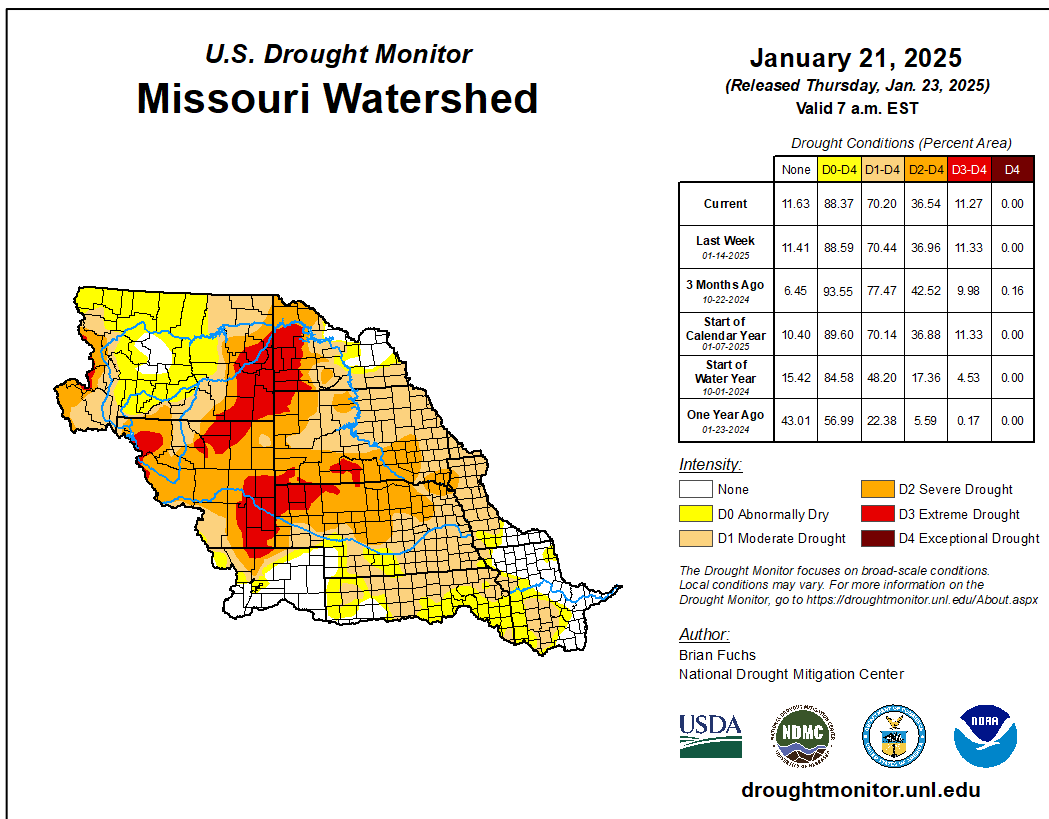 U.S. Drought Monitor
Missouri Watershed
January 21, 2025
(Released Thursday, Jan. 23, 2025)
Valid 7 a.m. EST
Drought Conditions (Percent Area)
None D0-D4 D1-D4 D2-D4 D3-D4 D4
Current 11.63 88.37 70.20 36.54 11.27 0.00
Last Week
01-14-2025 11.41 88.59 70.44 36.96 11.33 0.00
3 Months Ago
10-22-2024 6.45 93.55 77.47 42.52 9.98 0.16
Start of
Calendar Year
01-07-2025 10.40 89.60 70.14 36.88 11.33 0.00
Start of
Water Year
10-01-2024 15.42 84.58 48.20 17.36 4.53 0.00
One Year Ago
01-23-2024 43.01 56.99 22.38 5.59 0.17 0.00
Intensity:
None
D0 Abnormally Dry
D1 Moderate Drought
D2 Severe Drought
D3 Extreme Drought
D4 Exceptional Drought
The Drought Monitor focuses on broad-scale conditions.
Local conditions may vary. For more information on the
Drought Monitor, go to https://droughtmonitor.unl.edu/About.aspx
Author:
Brian Fuchs
National Drought Mitigation Center
USDA
NDMC
NOAA
droughtmonitor.unl.edu